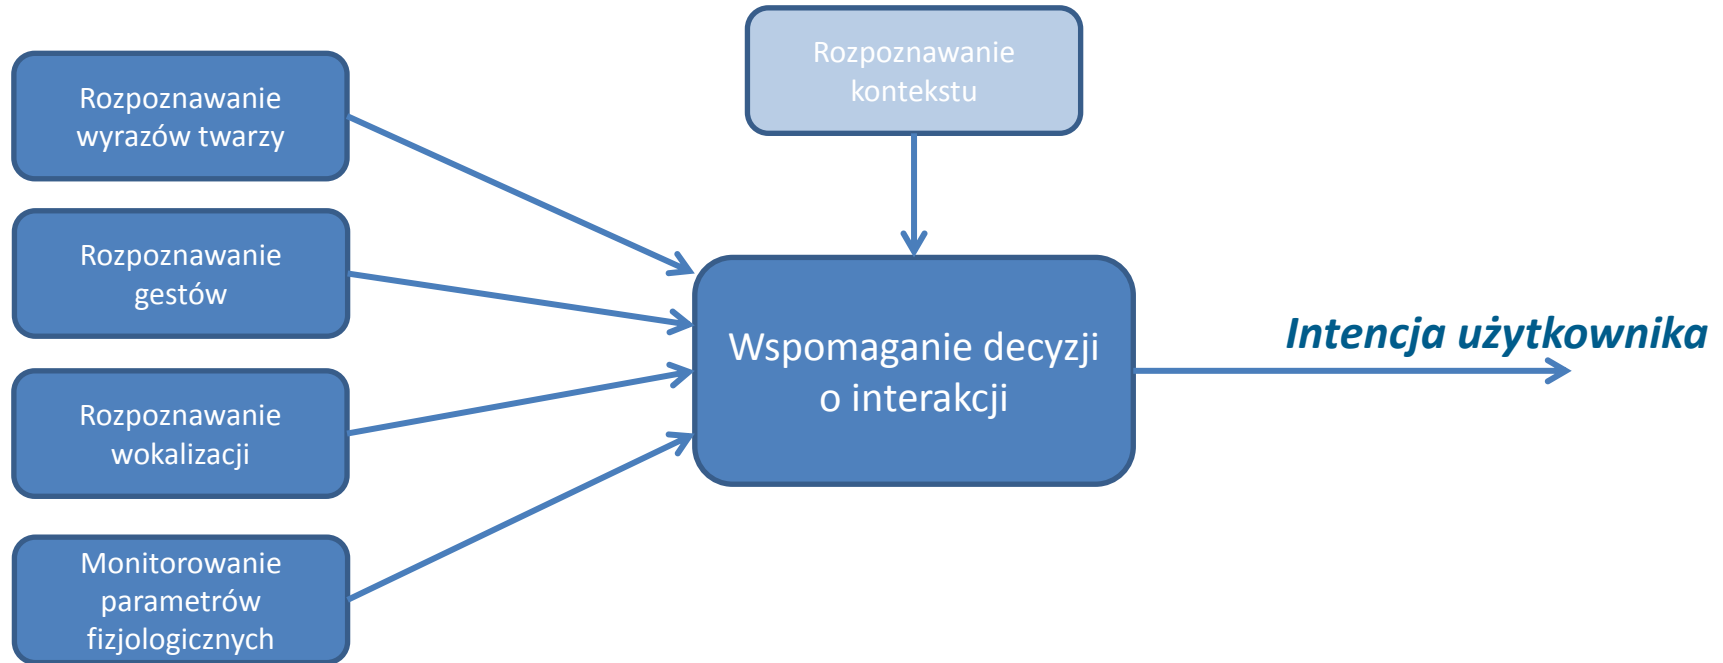 Rozpoznawanie
wyrazów twarzy
Rozpoznawanie
gestów
Rozpoznawanie
wokalizacji
Monitorowanie
parametrów
fizjologicznych
Rozpoznawanie
kontekstu
Wspomaganie decyzji
o interakcji
Intencja użytkownika